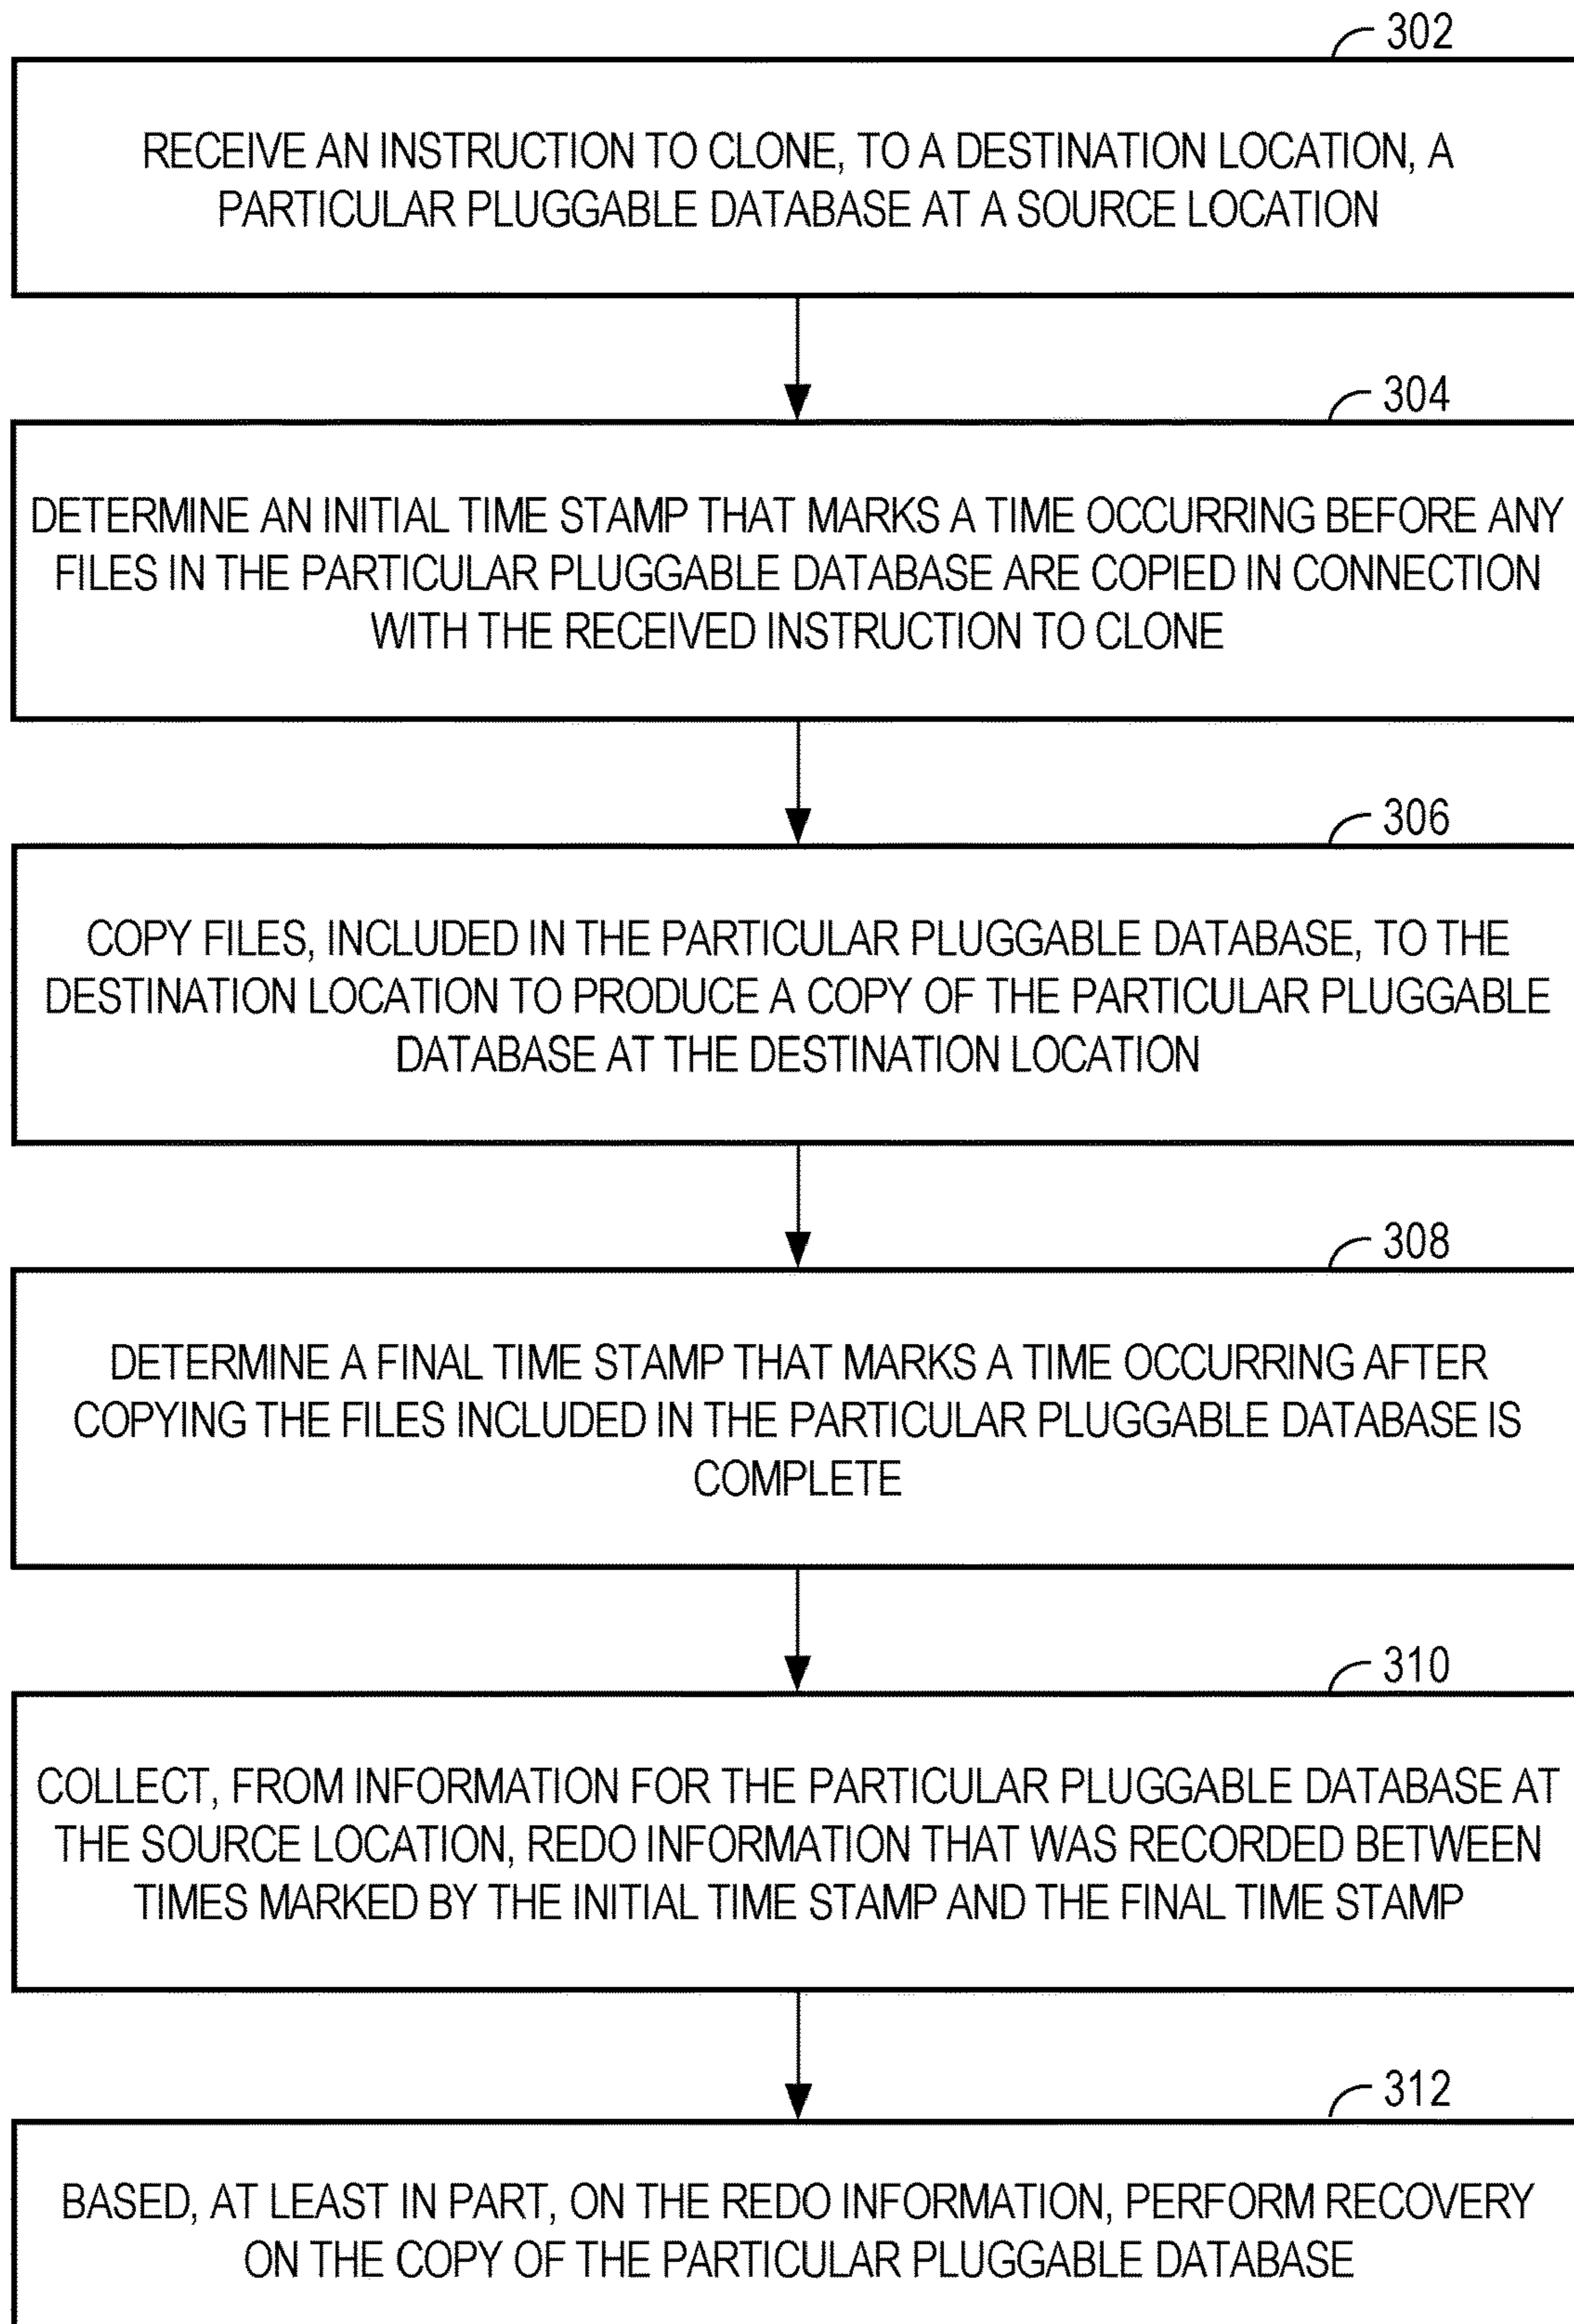 302
RECEIVE AN INSTRUCTION TO CLONE, TO A DESTINATION LOCATION, A
PARTICULAR PLUGGABLE DATABASE AT A SOURCE LOCATION
304
DETERMINE AN INITIAL TIME STAMP THAT MARKS A TIME OCCURRING BEFORE ANY
FILES IN THE PARTICULAR PLUGGABLE DATABASE ARE COPIED IN CONNECTION
WITH THE RECEIVED INSTRUCTION TO CLONE
306
COPY FILES, INCLUDED IN THE PARTICULAR PLUGGABLE DATABASE, TO THE
DESTINATION LOCATION TO PRODUCE A COPY OF THE PARTICULAR PLUGGABLE
DATABASE AT THE DESTINATION LOCATION
308
DETERMINE A FINAL TIME STAMP THAT MARKS A TIME OCCURRING AFTER
COPYING THE FILES INCLUDED IN THE PARTICULAR PLUGGABLE DATABASE IS
COMPLETE
310
COLLECT, FROM INFORMATION FOR THE PARTICULAR PLUGGABLE DATABASE AT
THE SOURCE LOCATION, REDO INFORMATION THAT WAS RECORDED BETWEEN
TIMES MARKED BY THE INITIAL TIME STAMP AND THE FINAL TIME STAMP
312
BASED, AT LEAST IN PART, ON THE REDO INFORMATION, PERFORM RECOVERY
ON THE COPY OF THE PARTICULAR PLUGGABLE DATABASE